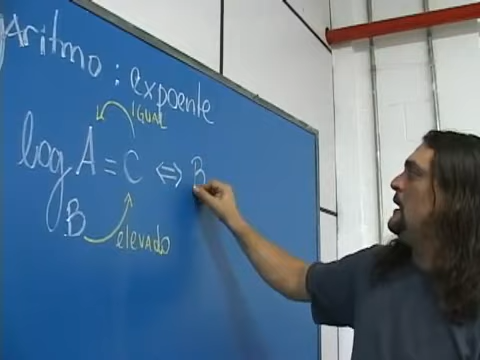 aritmo : expoente
IGUAL
log A = C ⇔ B
B
elevado